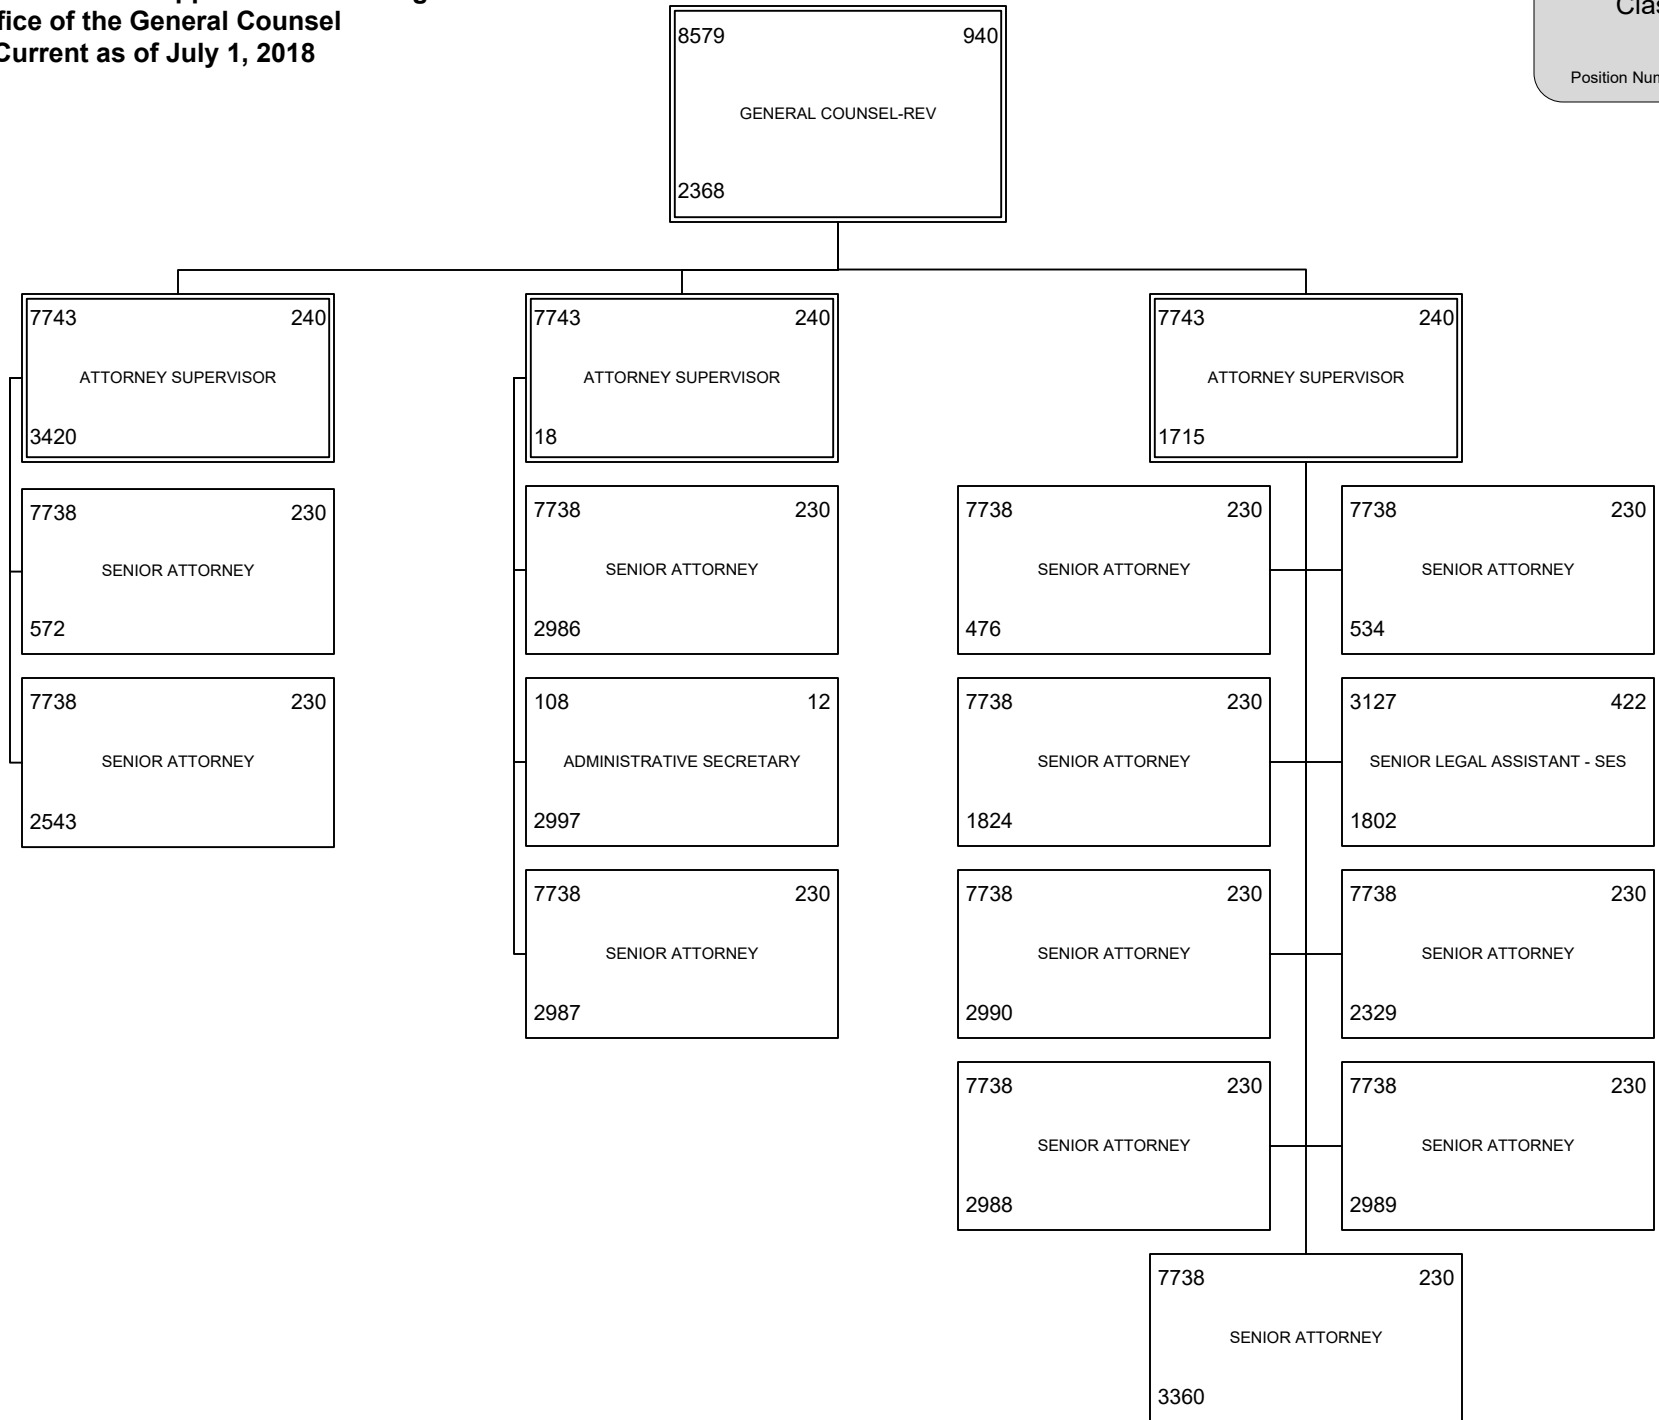 fice of the General Counsel
Current as of July 1, 2018
Position Num
8579 940
GENERAL COUNSEL-REV
2368
7743 240
ATTORNEY SUPERVISOR
3420
7743 240
ATTORNEY SUPERVISOR
18
7743 240
ATTORNEY SUPERVISOR
1715
7738 230
SENIOR ATTORNEY
572
7738 230
SENIOR ATTORNEY
2543
7738 230
SENIOR ATTORNEY
2986
108 12
ADMINISTRATIVE SECRETARY
2997
7738 230
SENIOR ATTORNEY
2987
7738 230
SENIOR ATTORNEY
476
7738 230
SENIOR ATTORNEY
534
7738 230
SENIOR ATTORNEY
1824
3127 422
SENIOR LEGAL ASSISTANT - SES
1802
7738 230
SENIOR ATTORNEY
2990
7738 230
SENIOR ATTORNEY
2329
7738 230
SENIOR ATTORNEY
2988
7738 230
SENIOR ATTORNEY
2989
7738 230
SENIOR ATTORNEY
3360